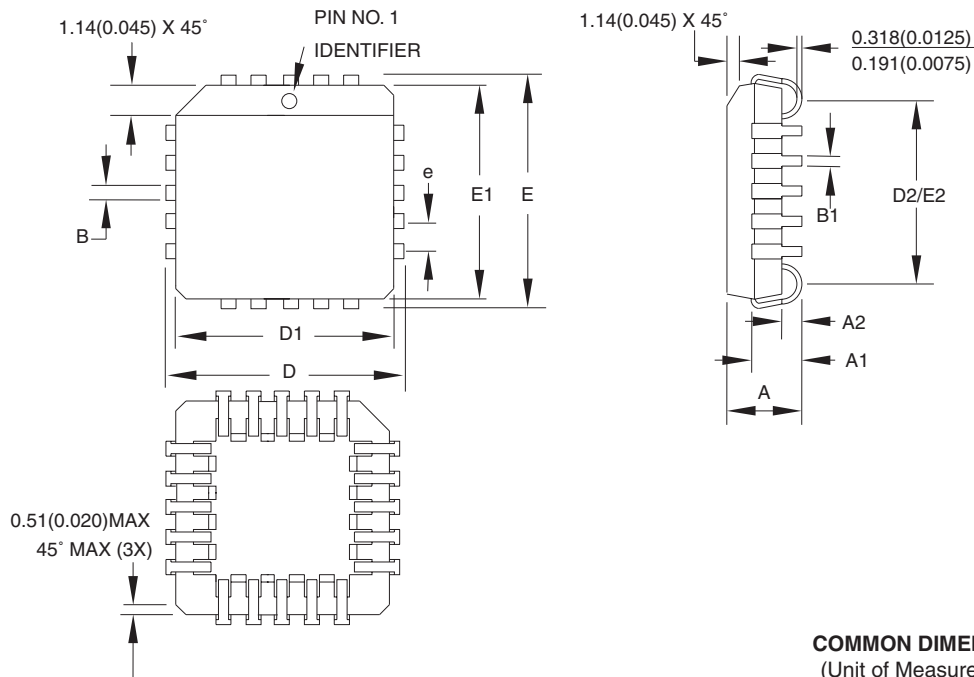 1.14(0.045) X 45˚
PIN NO. 1
IDENTIFIER
1.14(0.045) X 45˚
0.318(0.0125)
0.191(0.0075)
e
E1
E
B
B1
D2/E2
D1
D
A2
A1
A
0.51(0.020)MAX
45˚ MAX (3X)
COMMON
(Unit of